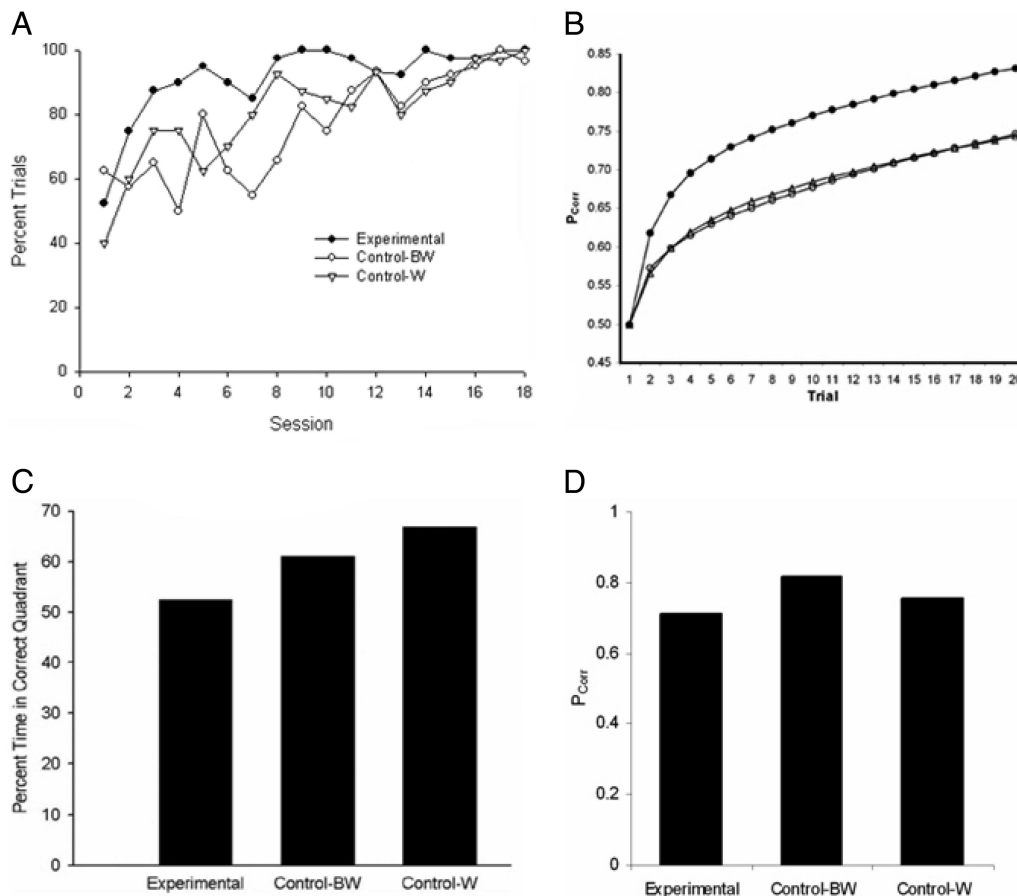 A
100
80
60
40
20
0
Percent Trials
0 2 4 6 8 10 12 14 16 18
Session
Experimental
Control-BW
Control-W
B
0.85
0.80
0.75
0.70
0.65
0.60
0.55
0.50
0.45
PCorr
1 2 3 4 5 6 7 8 9 10 11 12 13 14 15 16 17 18 19 20
Trial
C
70
60
50
40
30
20
10
0
Percent Time in Correct Quadrant
Experimental Control-BW Control-W
D
1
0.8
0.6
0.4
0.2
0
PCorr
Experimental Control-BW Control-W